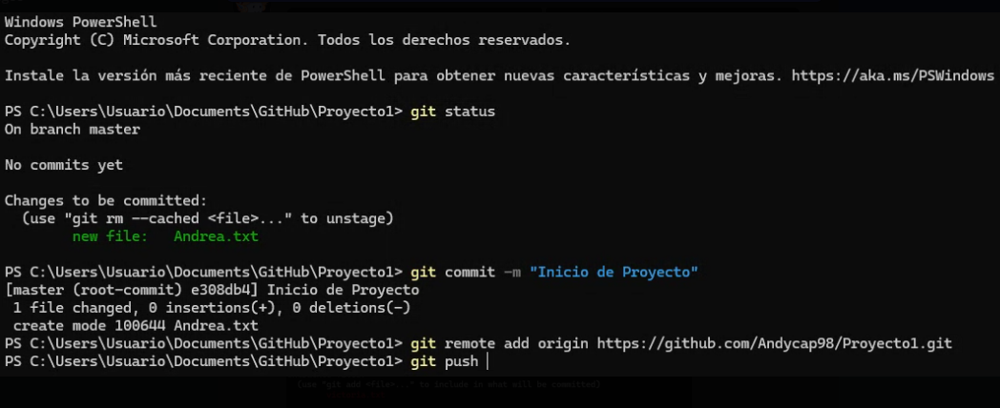 Windows PowerShell
Copyright (C) Microsoft Corporation. Todos los derechos reservados.
Instale la versión más reciente de PowerShell para obtener nuevas características y mejoras. https://aka.ms/PSWindows
PS C:\Users\Usuario\Documents\GitHub\Proyecto1> git status
On branch master
No commits yet
Changes to be committed:
  (use "git rm --cached <file>..." to unstage)
        new file:   Andrea.txt
PS C:\Users\Usuario\Documents\GitHub\Proyecto1> git commit -m "Inicio de Proyecto"
[master (root-commit) e308db4] Inicio de Proyecto
 1 file changed, 0 insertions(+), 0 deletions(-)
 create mode 100644 Andrea.txt
PS C:\Users\Usuario\Documents\GitHub\Proyecto1> git remote add origin https://github.com/Andycap98/Proyecto1.git
PS C:\Users\Usuario\Documents\GitHub\Proyecto1> git push
(use "git add <file>..." to include in what will be committed)